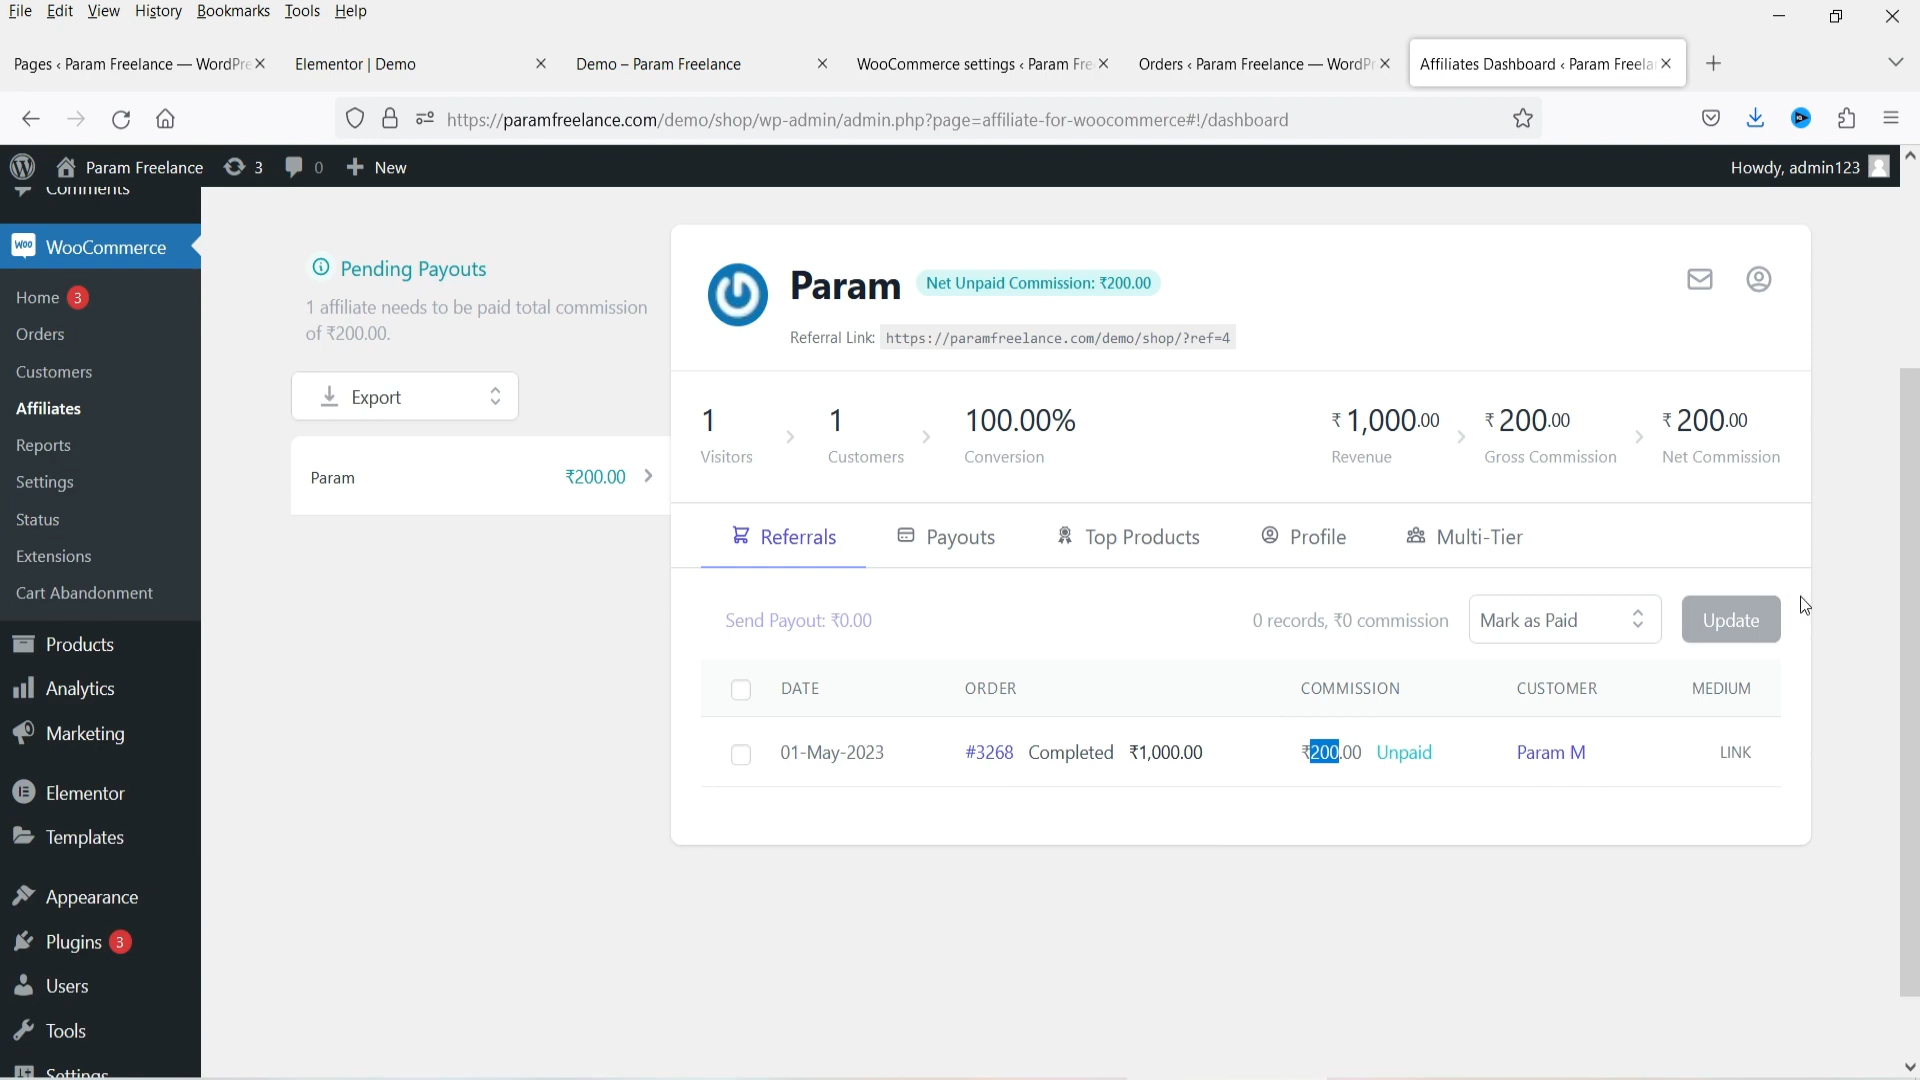 File Edit View History Bookmarks Tools Help
Pages ‹ Param Freelance — WordPre
Elementor | Demo
Demo – Param Freelance
WooCommerce settings ‹ Param Fre
Orders ‹ Param Freelance — WordP
Affiliates Dashboard ‹ Param Freela
https://paramfreelance.com/demo/shop/wp-admin/admin.php?page=affiliate-for-woocommerce#!/dashboard
Param Freelance 3 0 New
Howdy, admin123
Comments
WooCommerce
Home 3
Orders
Customers
Affiliates
Reports
Settings
Status
Extensions
Cart Abandonment
Products
Analytics
Marketing
Elementor
Templates
Appearance
Plugins 3
Users
Tools
Settings
Pending Payouts
1 affiliate needs to be paid total commission
of ₹200.00.
Export
Param ₹200.00
Param Net Unpaid Commission: ₹200.00
Referral Link: https://paramfreelance.com/demo/shop/?ref=4
1 1 100.00% ₹1,000.00 ₹200.00 ₹200.00
Visitors Customers Conversion Revenue Gross Commission Net Commission
Referrals Payouts Top Products Profile Multi-Tier
Send Payout: ₹0.00 0 records, ₹0 commission Mark as Paid Update
DATE ORDER COMMISSION CUSTOMER MEDIUM
01-May-2023 #3268 Completed ₹1,000.00 ₹200.00 Unpaid Param M LINK